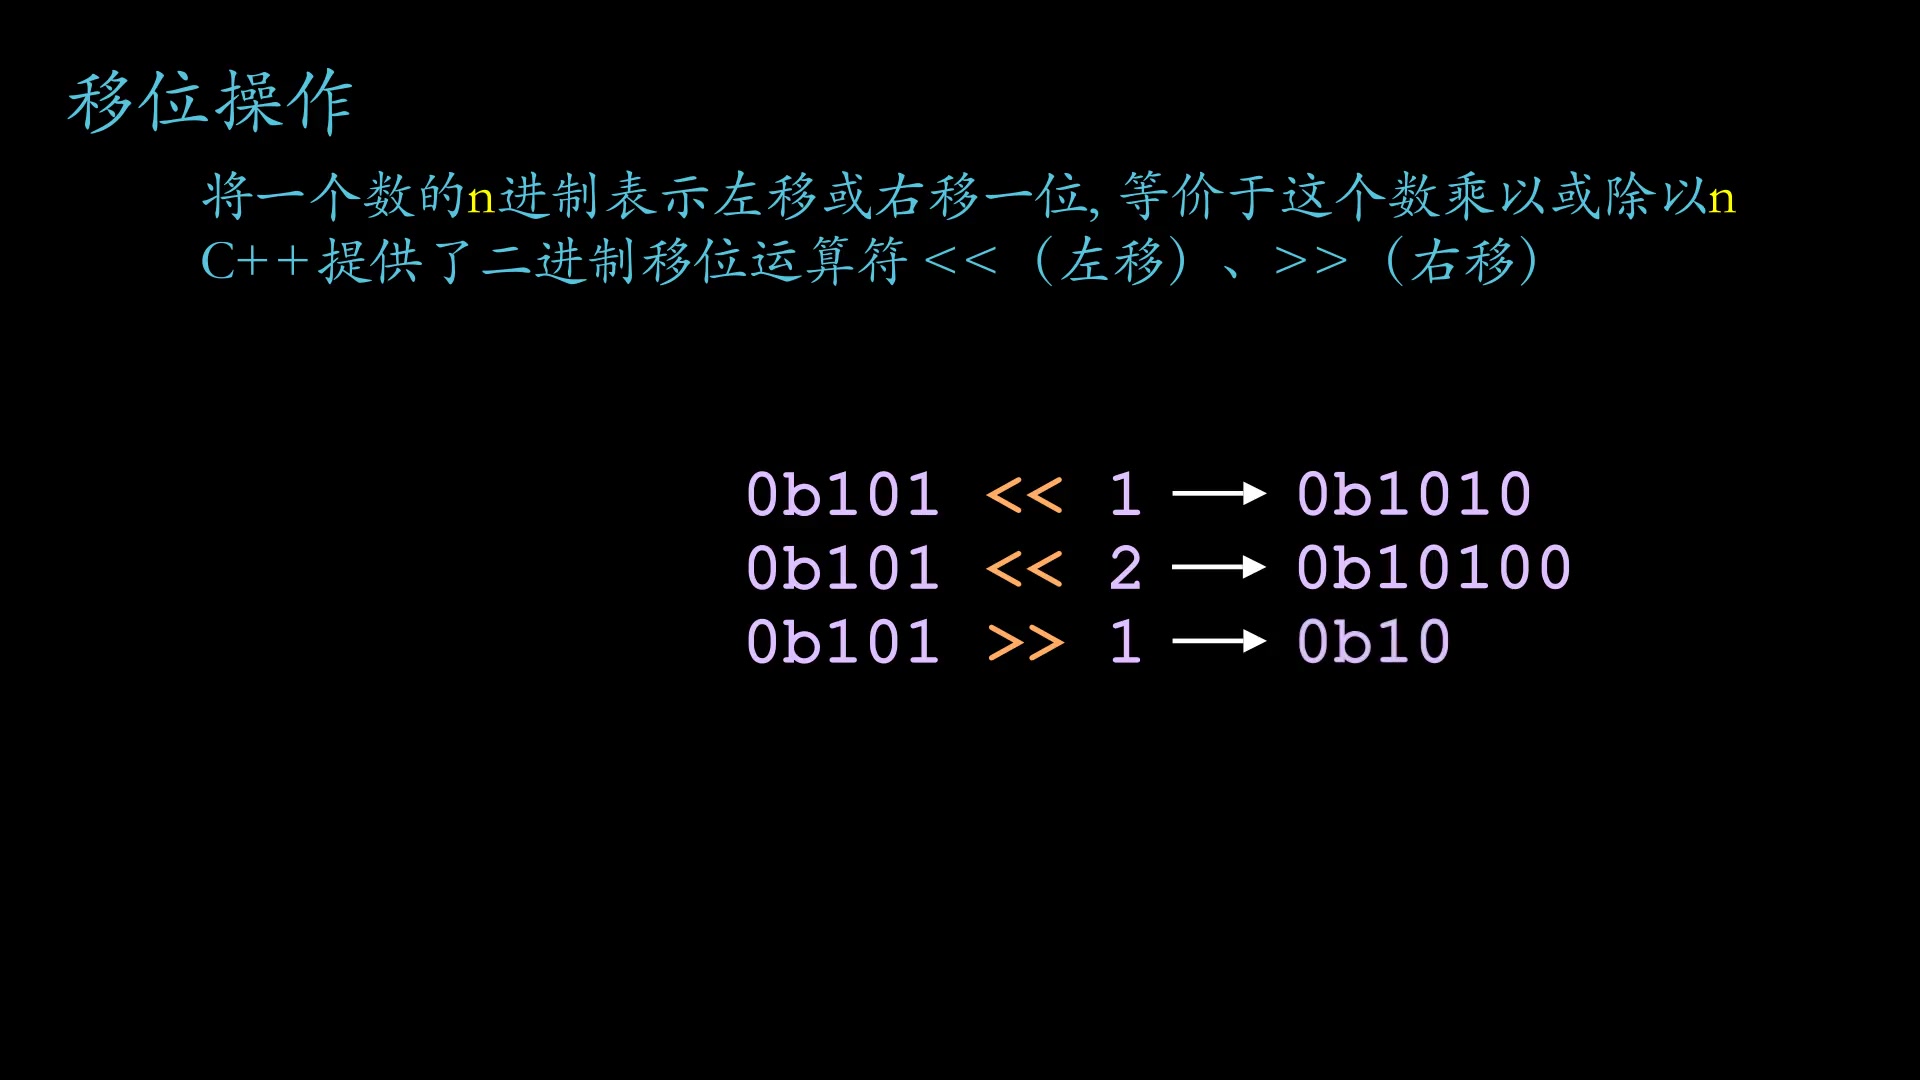 移位操作
将一个数的n进制表示左移或右移一位, 等价于这个数乘以或除以n
C++提供了二进制移位运算符 <<（左移）、>>（右移）
0b101 << 1 → 0b1010
0b101 << 2 → 0b10100
0b101 >> 1 → 0b10